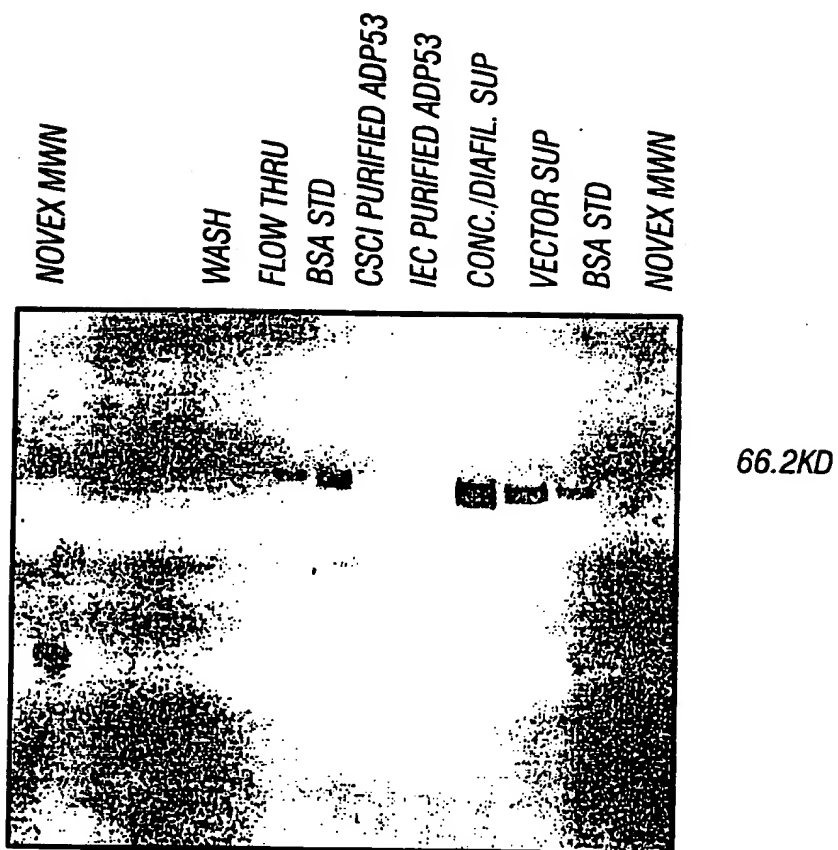 NOVEX MWN
WASH
FLOW THRU
BSA STD
CSCI PURIFIED ADP53
IEC PURIFIED ADP53
CONC./DIAFIL. SUP
VECTOR SUP
BSA STD
NOVEX MWN
66.2KD